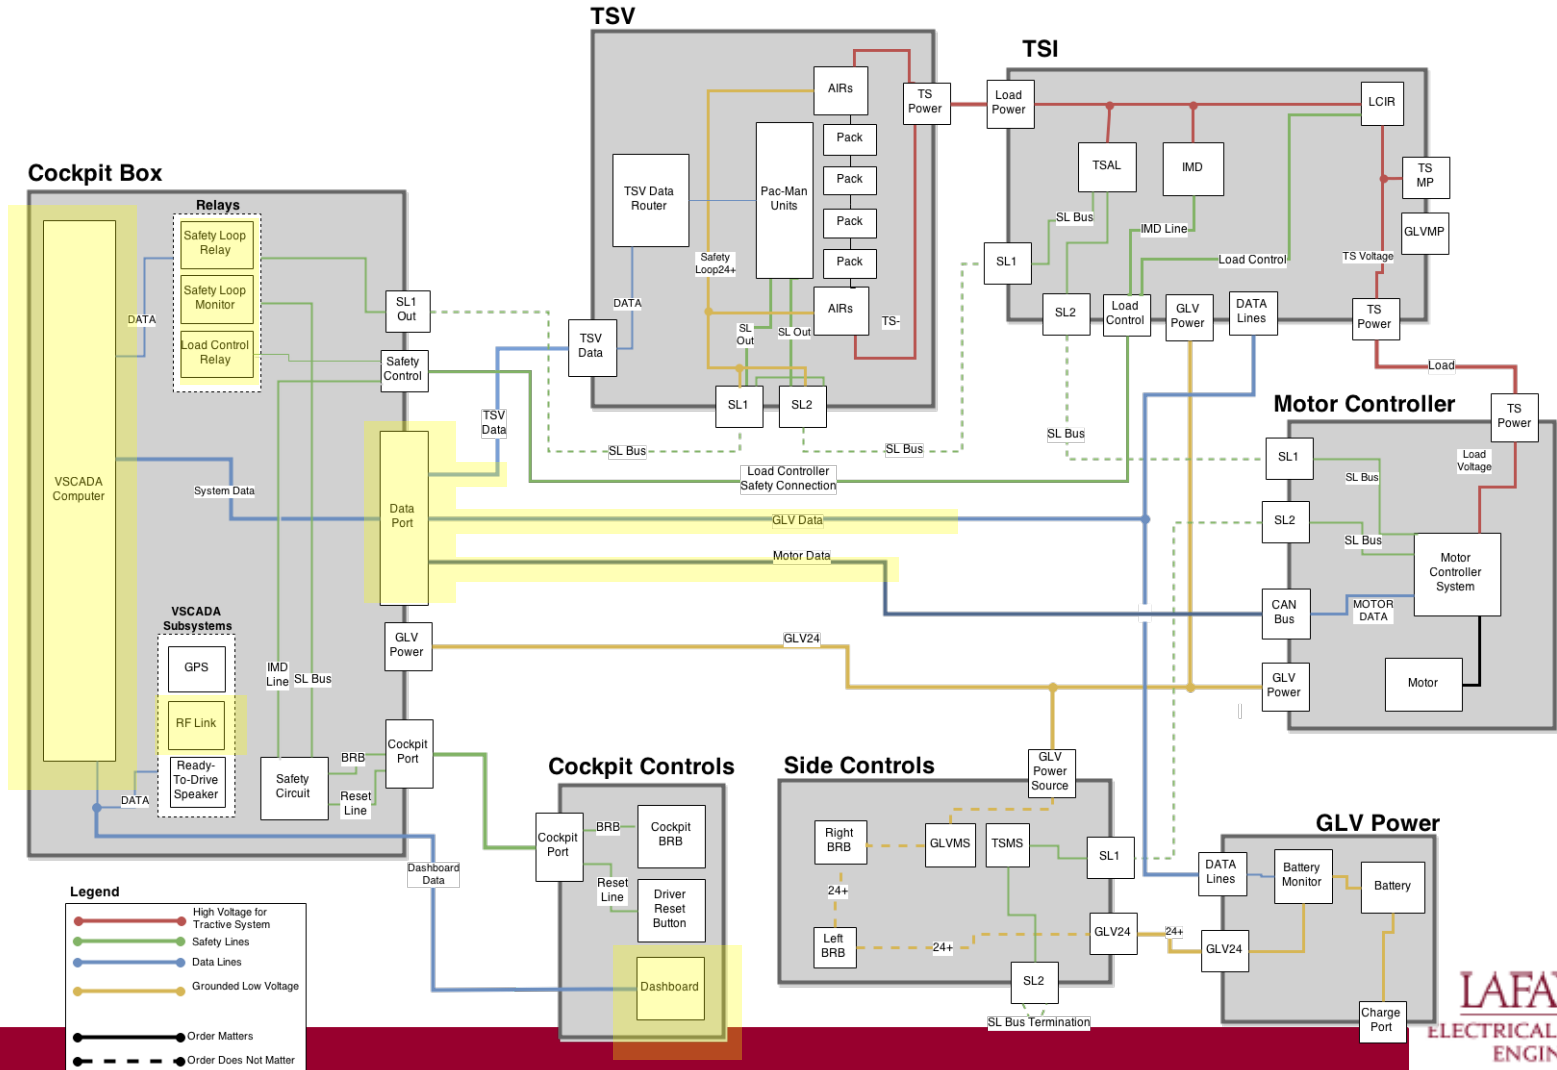 TSV
TSI
Cockpit Box
Relays
Safety Loop
Relay
Safety Loop
Monitor
Load Control
Relay
DATA
VSCADA
Computer
System Data
SL1
Out
Safety
Control
Data
Port
VSCADA
Subsystems
GPS
RF Link
Ready-
To-Drive
Speaker
DATA
IMD
Line
SL Bus
Safety
Circuit
BRB
Reset
Line
GLV
Power
Cockpit
Port
AIRs
Pack
Pack
Pack
Pack
AIRs
TS
Power
TSV Data
Router
Pac-Man
Units
Safety
Loop24+
DATA
TSV
Data
SL
Out
SL Out
TS-
SL1
SL2
TSV
Data
SL Bus
SL Bus
Load Controller
Safety Connection
GLV Data
Motor Data
GLV24
Load
Power
LCIR
TSAL
IMD
TS
MP
GLVMP
SL Bus
IMD Line
Load Control
TS Voltage
SL1
SL2
Load
Control
GLV
Power
DATA
Lines
TS
Power
Load
SL Bus
Motor Controller
TS
Power
SL1
Load
Voltage
SL Bus
SL2
SL Bus
Motor
Controller
System
CAN
Bus
MOTOR
DATA
GLV
Power
Motor
Cockpit Controls
Cockpit
Port
BRB
Cockpit
BRB
Reset
Line
Driver
Reset
Button
Dashboard
Dashboard
Data
Side Controls
GLV
Power
Source
Right
BRB
GLVMS
TSMS
SL1
24+
Left
BRB
24+
GLV24
24+
SL2
SL Bus Termination
GLV Power
DATA
Lines
Battery
Monitor
Battery
GLV24
Charge
Port
Legend
High Voltage for
Tractive System
Safety Lines
Data Lines
Grounded Low Voltage
Order Matters
Order Does Not Matter
LAFA
ELECTRICAL
ENGIN